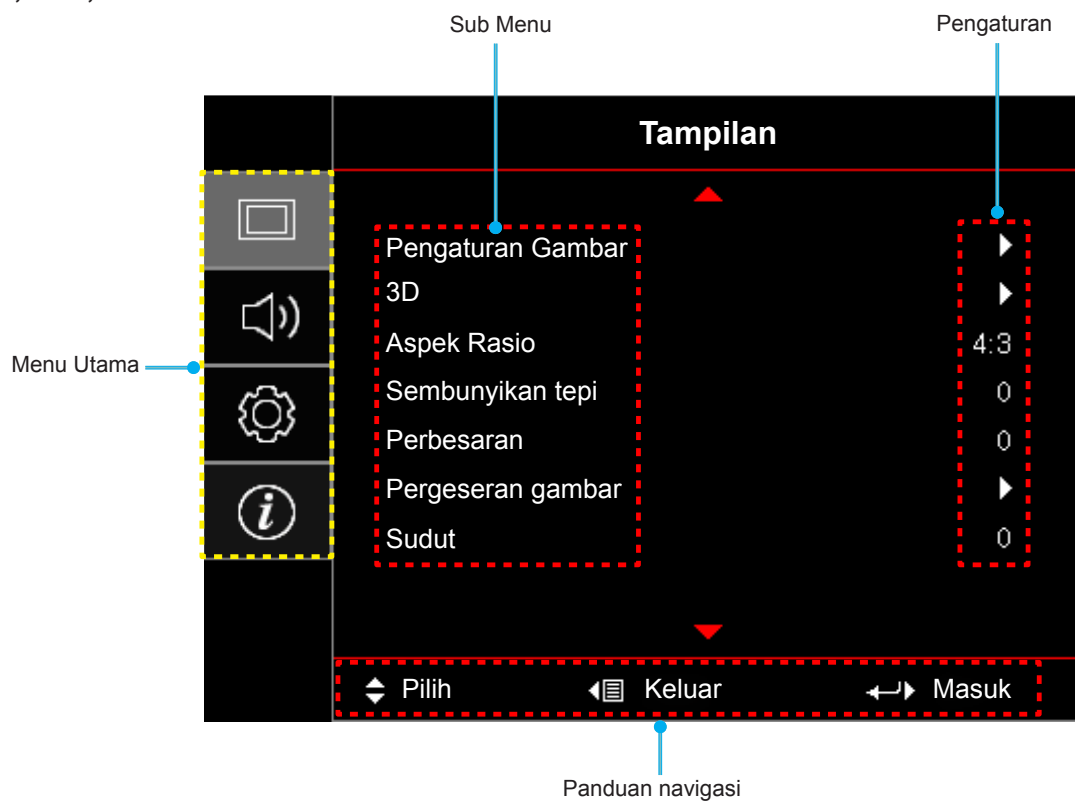 Sub Menu
Pengaturan
Tampilan
Pengaturan Gambar
3D
Aspek Rasio 4:3
Sembunyikan tepi 0
Perbesaran 0
Pergeseran gambar
Sudut 0
Menu Utama
Pilih Keluar Masuk
Panduan navigasi